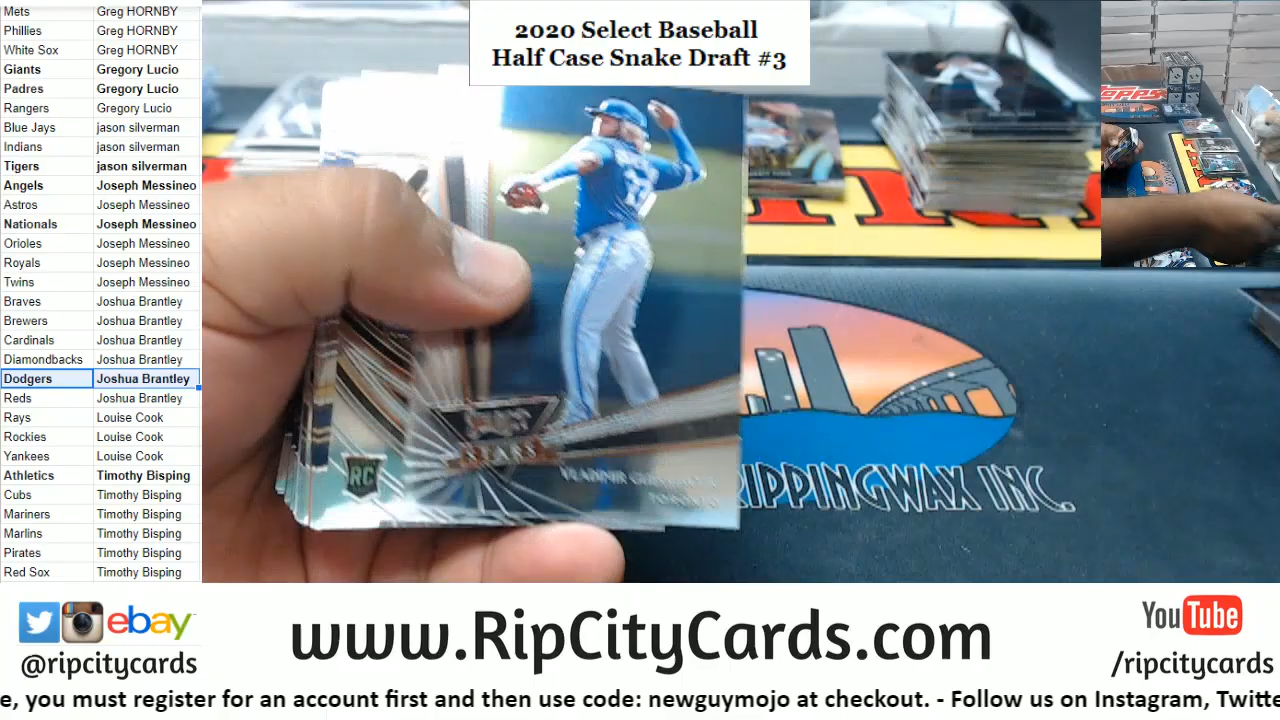 2020 Select Baseball
Half Case Snake Draft #3
Mets Greg HORNBY
Phillies Greg HORNBY
White Sox Greg HORNBY
Giants Gregory Lucio
Padres Gregory Lucio
Rangers Gregory Lucio
Blue Jays jason silverman
Indians jason silverman
Tigers jason silverman
Angels Joseph Messineo
Astros Joseph Messineo
Nationals Joseph Messineo
Orioles Joseph Messineo
Royals Joseph Messineo
Twins Joseph Messineo
Braves Joshua Brantley
Brewers Joshua Brantley
Cardinals Joshua Brantley
Diamondbacks Joshua Brantley
Dodgers Joshua Brantley
Reds Joshua Brantley
Rays Louise Cook
Rockies Louise Cook
Yankees Louise Cook
Athletics Timothy Bisping
Cubs Timothy Bisping
Mariners Timothy Bisping
Marlins Timothy Bisping
Pirates Timothy Bisping
Red Sox Timothy Bisping
RC
STARS
RIPPINGWAX INC.
ebay
@ripcitycards
www.RipCityCards.com
YouTube
/ripcitycards
e, you must register for an account first and then use code: newguymojo at checkout. - Follow us on Instagram, Twitte